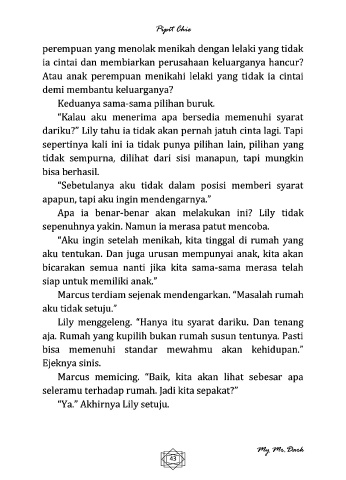 Pipit Chie
perempuan yang menolak menikah dengan lelaki yang tidak
ia cintai dan membiarkan perusahaan keluarganya hancur?
Atau anak perempuan menikahi lelaki yang tidak ia cintai
demi membantu keluarganya?
Keduanya sama-sama pilihan buruk.
“Kalau aku menerima apa bersedia memenuhi syarat
dariku?” Lily tahu ia tidak akan pernah jatuh cinta lagi. Tapi
sepertinya kali ini ia tidak punya pilihan lain, pilihan yang
tidak sempurna, dilihat dari sisi manapun, tapi mungkin
bisa berhasil.
“Sebetulnya aku tidak dalam posisi memberi syarat
apapun, tapi aku ingin mendengarnya.”
Apa ia benar-benar akan melakukan ini? Lily tidak
sepenuhnya yakin. Namun ia merasa patut mencoba.
“Aku ingin setelah menikah, kita tinggal di rumah yang
aku tentukan. Dan juga urusan mempunyai anak, kita akan
bicarakan semua nanti jika kita sama-sama merasa telah
siap untuk memiliki anak.”
Marcus terdiam sejenak mendengarkan. “Masalah rumah
aku tidak setuju.”
Lily menggeleng. “Hanya itu syarat dariku. Dan tenang
aja. Rumah yang kupilih bukan rumah susun tentunya. Pasti
bisa memenuhi standar mewahmu akan kehidupan.”
Ejeknya sinis.
Marcus memicing. “Baik, kita akan lihat sebesar apa
seleramu terhadap rumah. Jadi kita sepakat?”
“Ya.” Akhirnya Lily setuju.
My Mr. Dark
43